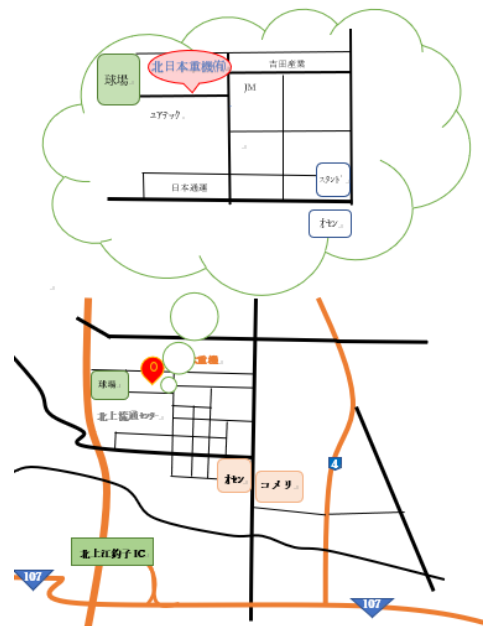 北日本重機㈲
吉田産業
球場
JM
ユアテック
スタンド
日本通運
オセン
重機
球場
北上流通センター
4
オセン
コメリ
北上江釣子IC
107
107